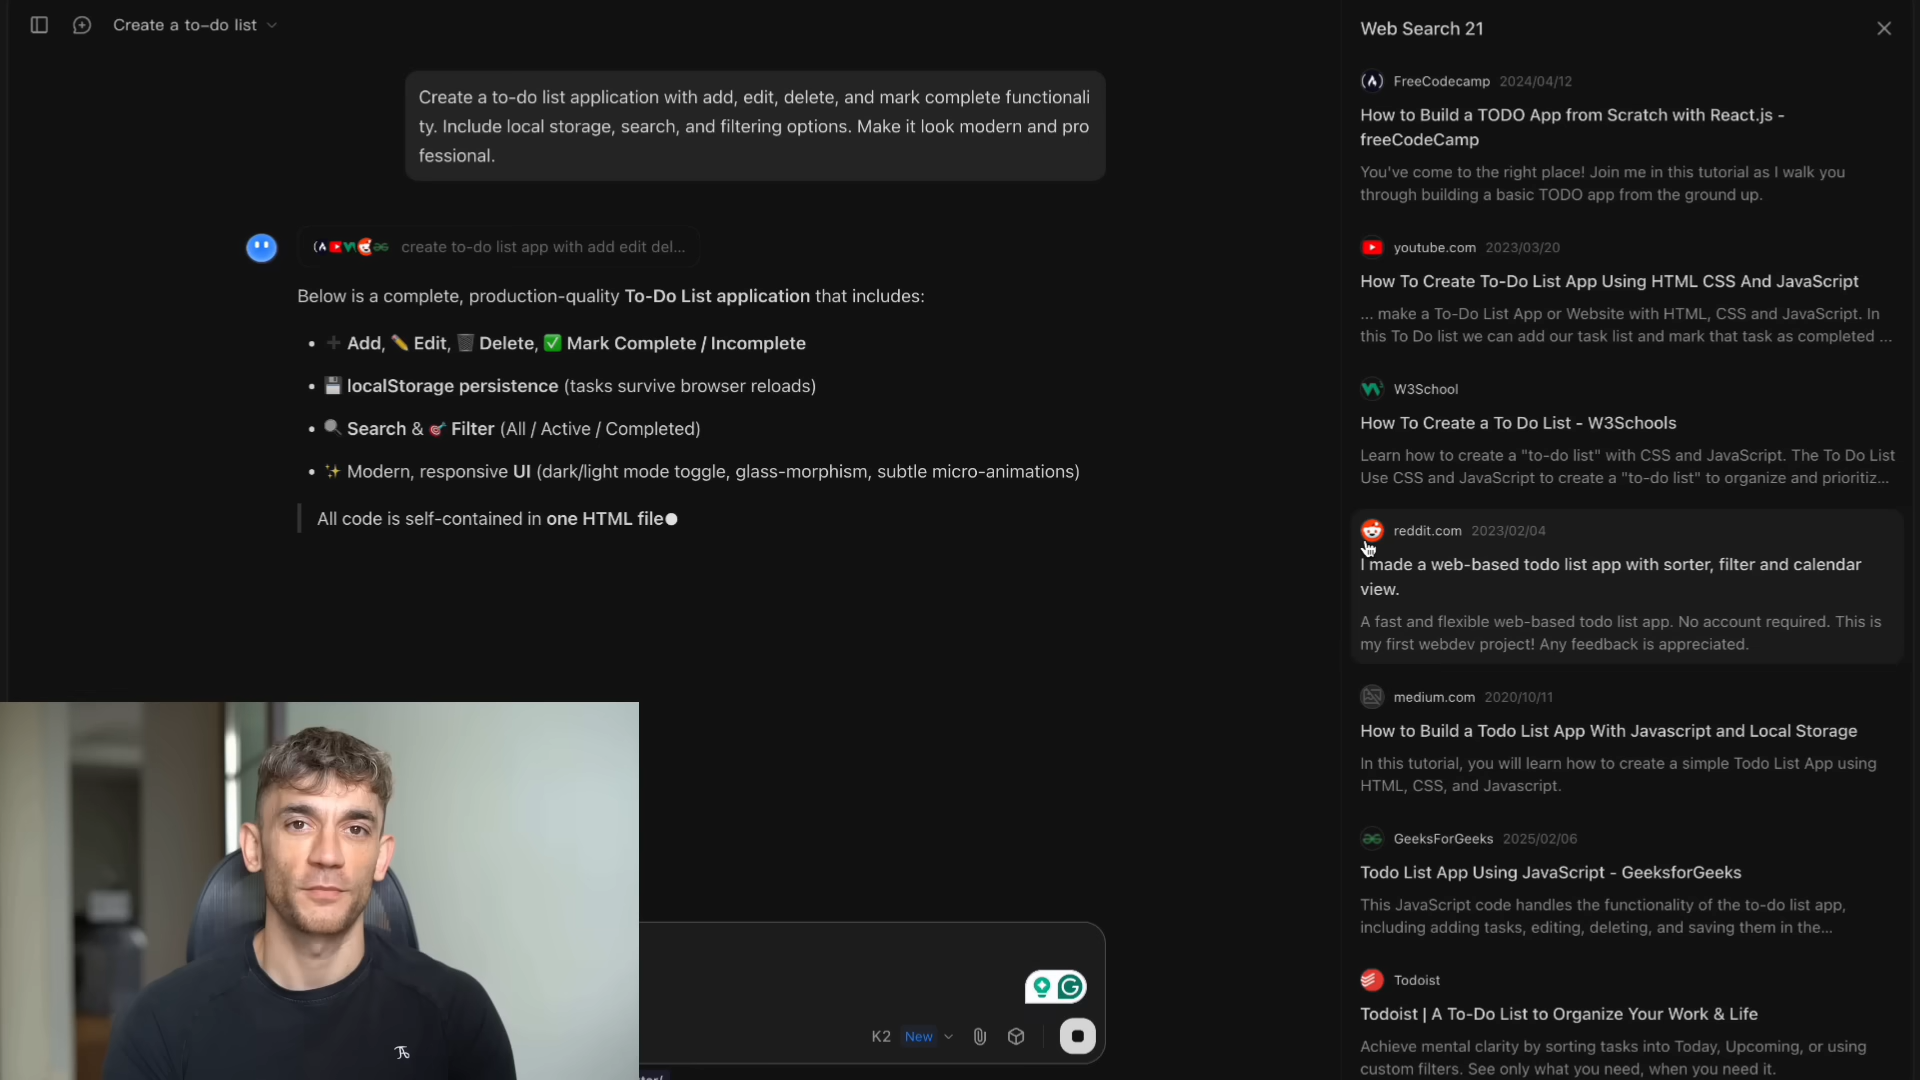 Create a to-do list
Create a to-do list application with add, edit, delete, and mark complete functionali
ty. Include local storage, search, and filtering options. Make it look modern and pro
fessional.
create to-do list app with add edit del...
Below is a complete, production-quality To-Do List application that includes:
• ➕ Add, ✏️ Edit, 🗑️ Delete, ✅ Mark Complete / Incomplete
• 💾 localStorage persistence (tasks survive browser reloads)
• 🔍 Search & 🎯 Filter (All / Active / Completed)
• ✨ Modern, responsive UI (dark/light mode toggle, glass-morphism, subtle micro-animations)
All code is self-contained in one HTML file
K2 New
Web Search 21
FreeCodecamp 2024/04/12
How to Build a TODO App from Scratch with React.js -
freeCodeCamp
You've come to the right place! Join me in this tutorial as I walk you
through building a basic TODO app from the ground up.
youtube.com 2023/03/20
How To Create To-Do List App Using HTML CSS And JavaScript
... make a To-Do List App or Website with HTML, CSS and JavaScript. In
this To Do list we can add our task list and mark that task as completed ...
W3School
How To Create a To Do List - W3Schools
Learn how to create a "to-do list" with CSS and JavaScript. The To Do List
Use CSS and JavaScript to create a "to-do list" to organize and prioritiz...
reddit.com 2023/02/04
I made a web-based todo list app with sorter, filter and calendar
view.
A fast and flexible web-based todo list app. No account required. This is
my first webdev project! Any feedback is appreciated.
medium.com 2020/10/11
How to Build a Todo List App With Javascript and Local Storage
In this tutorial, you will learn how to create a simple Todo List App using
HTML, CSS, and Javascript.
GeeksForGeeks 2025/02/06
Todo List App Using JavaScript - GeeksforGeeks
This JavaScript code handles the functionality of the to-do list app,
including adding tasks, editing, deleting, and saving them in the...
Todoist
Todoist | A To-Do List to Organize Your Work & Life
Achieve mental clarity by sorting tasks into Today, Upcoming, or using
custom filters. See only what you need, when you need it.